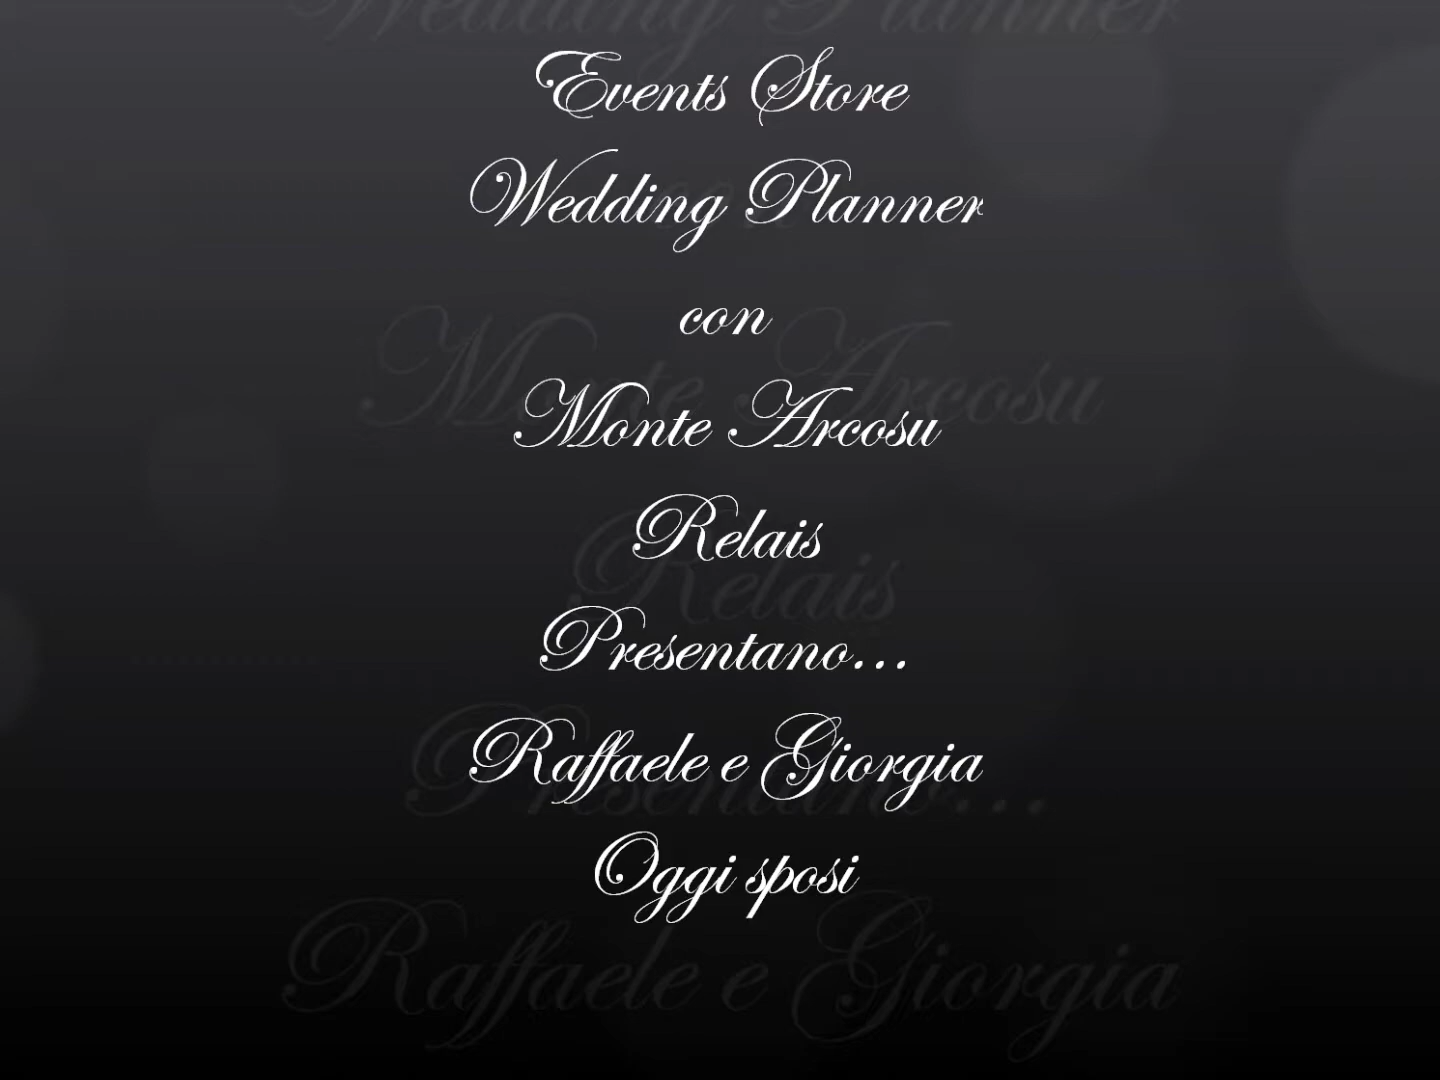 Events Store
Wedding Planner
con
Monte Arcosu
Relais
Presentano...
Raffaele e Giorgia
Oggi sposi